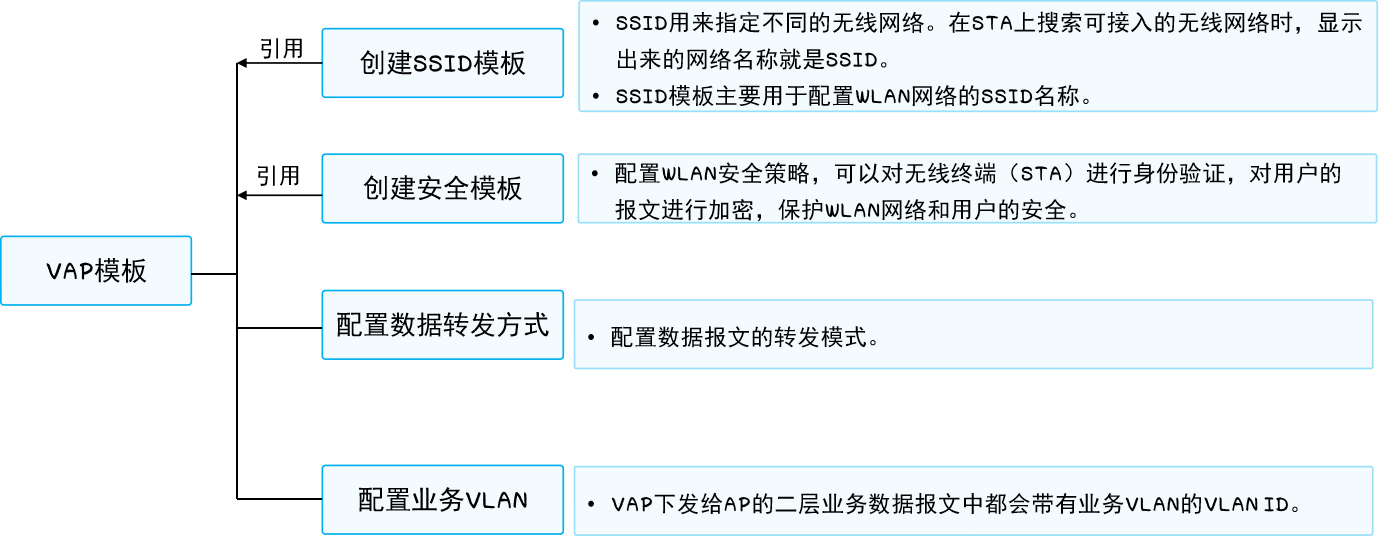 引用
创建SSID模板
• SSID用来指定不同的无线网络。在STA上搜索可接入的无线网络时，显示
出来的网络名称就是SSID。
• SSID模板主要用于配置WLAN网络的SSID名称。
引用
创建安全模板
• 配置WLAN安全策略，可以对无线终端（STA）进行身份验证，对用户的
报文进行加密，保护WLAN网络和用户的安全。
VAP模板
配置数据转发方式
• 配置数据报文的转发模式。
配置业务VLAN
• VAP下发给AP的二层业务数据报文中都会带有业务VLAN的VLAN ID。